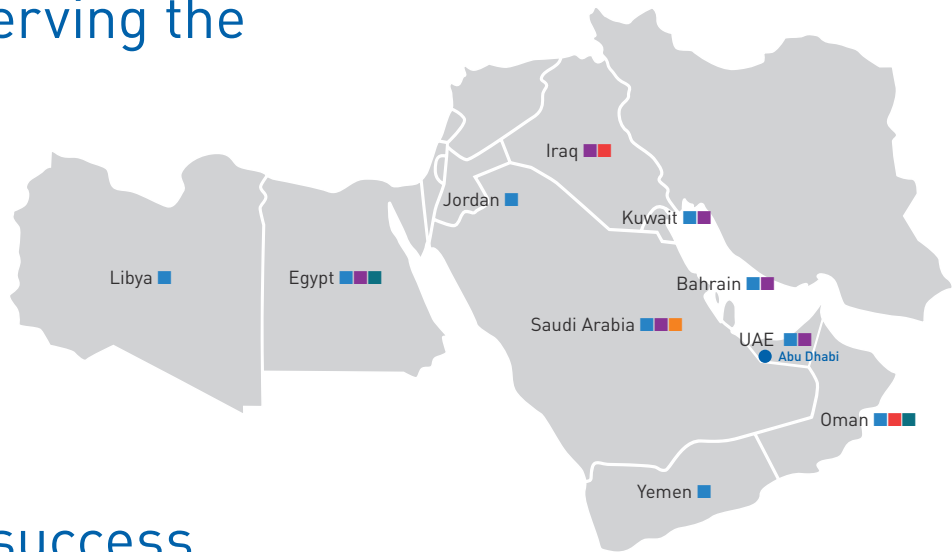 erving the
Iraq
Jordan
Kuwait
Libya
Egypt
Bahrain
Saudi Arabia
UAE
Abu Dhabi
Oman
Yemen
success